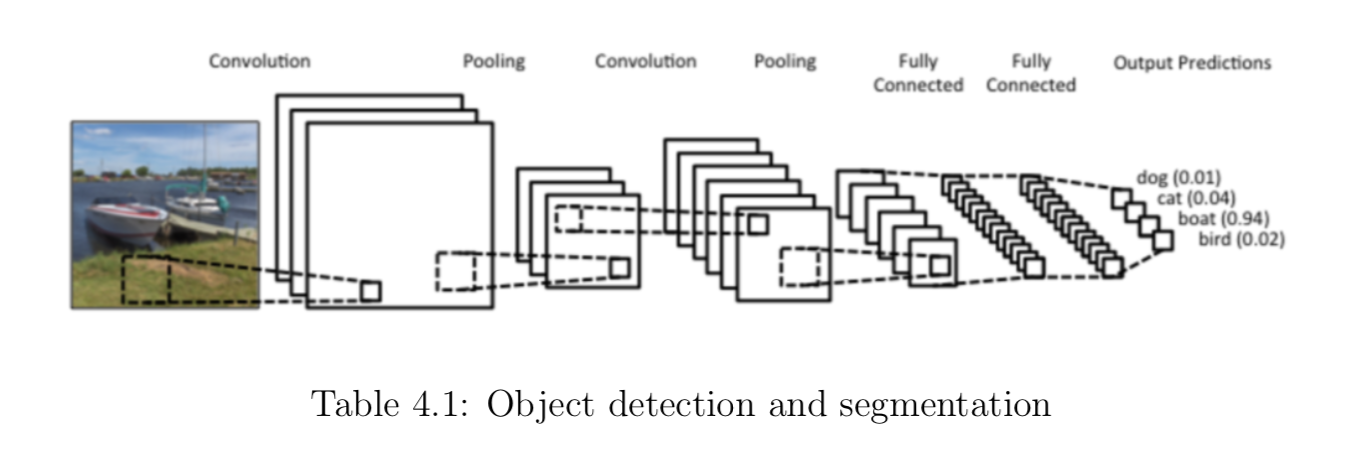 Convolution
Pooling
Convolution
Pooling
Fully
Connected
Fully
Connected
Output Predictions
dog (0.01)
cat (0.04)
boat (0.94)
bird (0.02)
Table 4.1: Object detection and segmentation